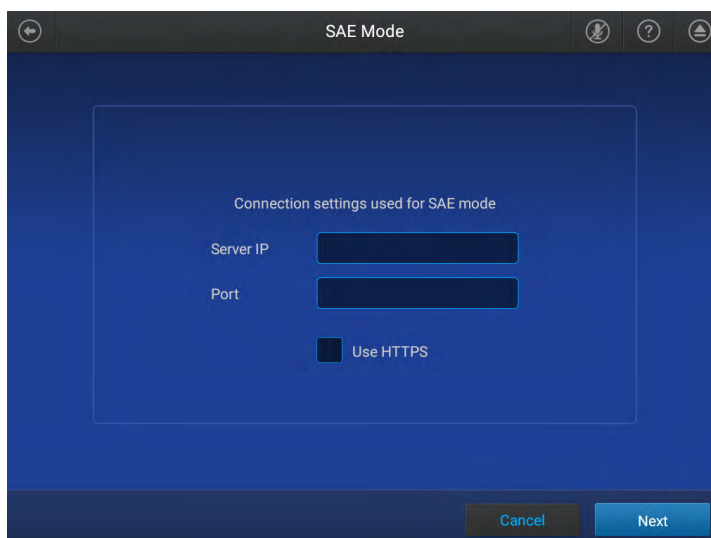 SAE Mode
?
Connection settings used for SAE mode
Server IP
Port
Use HTTPS
Cancel
Next